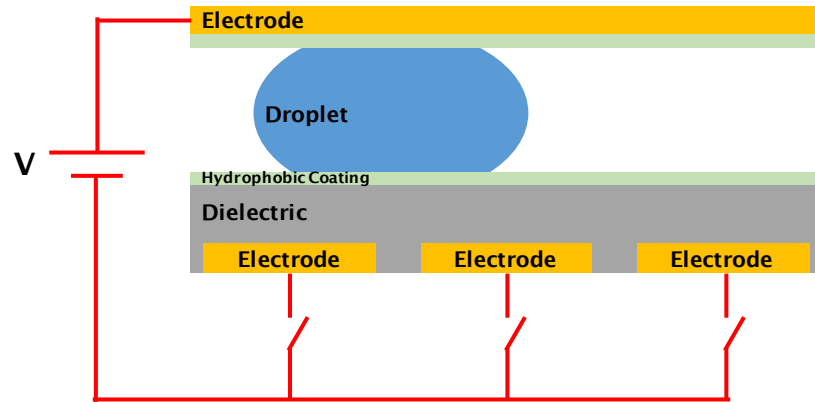 Electrode
Droplet
V
Hydrophobic Coating
Dielectric
Electrode
Electrode
Electrode